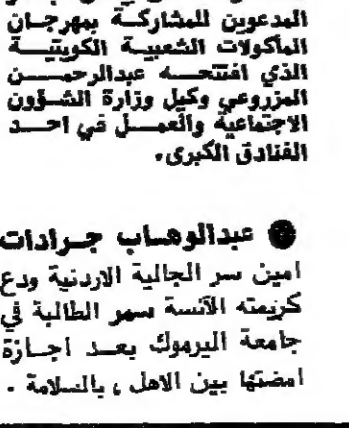 المدعوين للمشاركة بمهرجان
المأكولات الشعبية الكويتية
الذي افتتحه عبدالرحمن
المزروعي وكيل وزارة الشؤون
الاجتماعية والعمل في احد
الفنادق الكبرى.
عبدالوهاب جرادات
امين سر الجالية الاردنية ودع
كريمته الآنسة سهر الطالبة في
جامعة اليرموك بعد اجازة
امضتها بين الاهل ، بالسلامة .